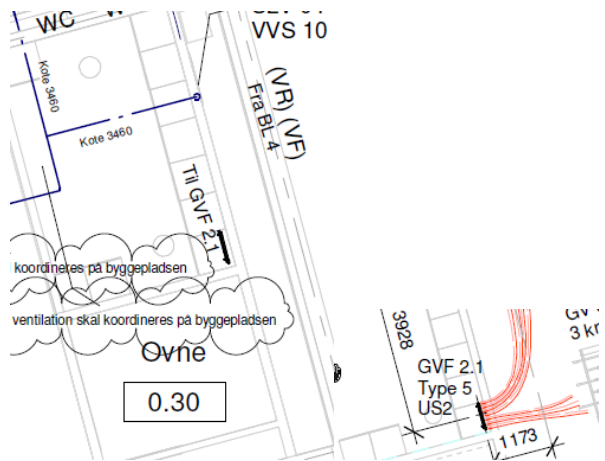 WC
VVS 10
Kote 3460
Kote 3460
(VR) (VF)
Fra BL 4
Til GVF 2.1
koordineres på byggepladsen
ventilation skal koordineres på byggepladsen
Ovne
0.30
3928
GVF 2.1
Type 5
US2
1173
GV